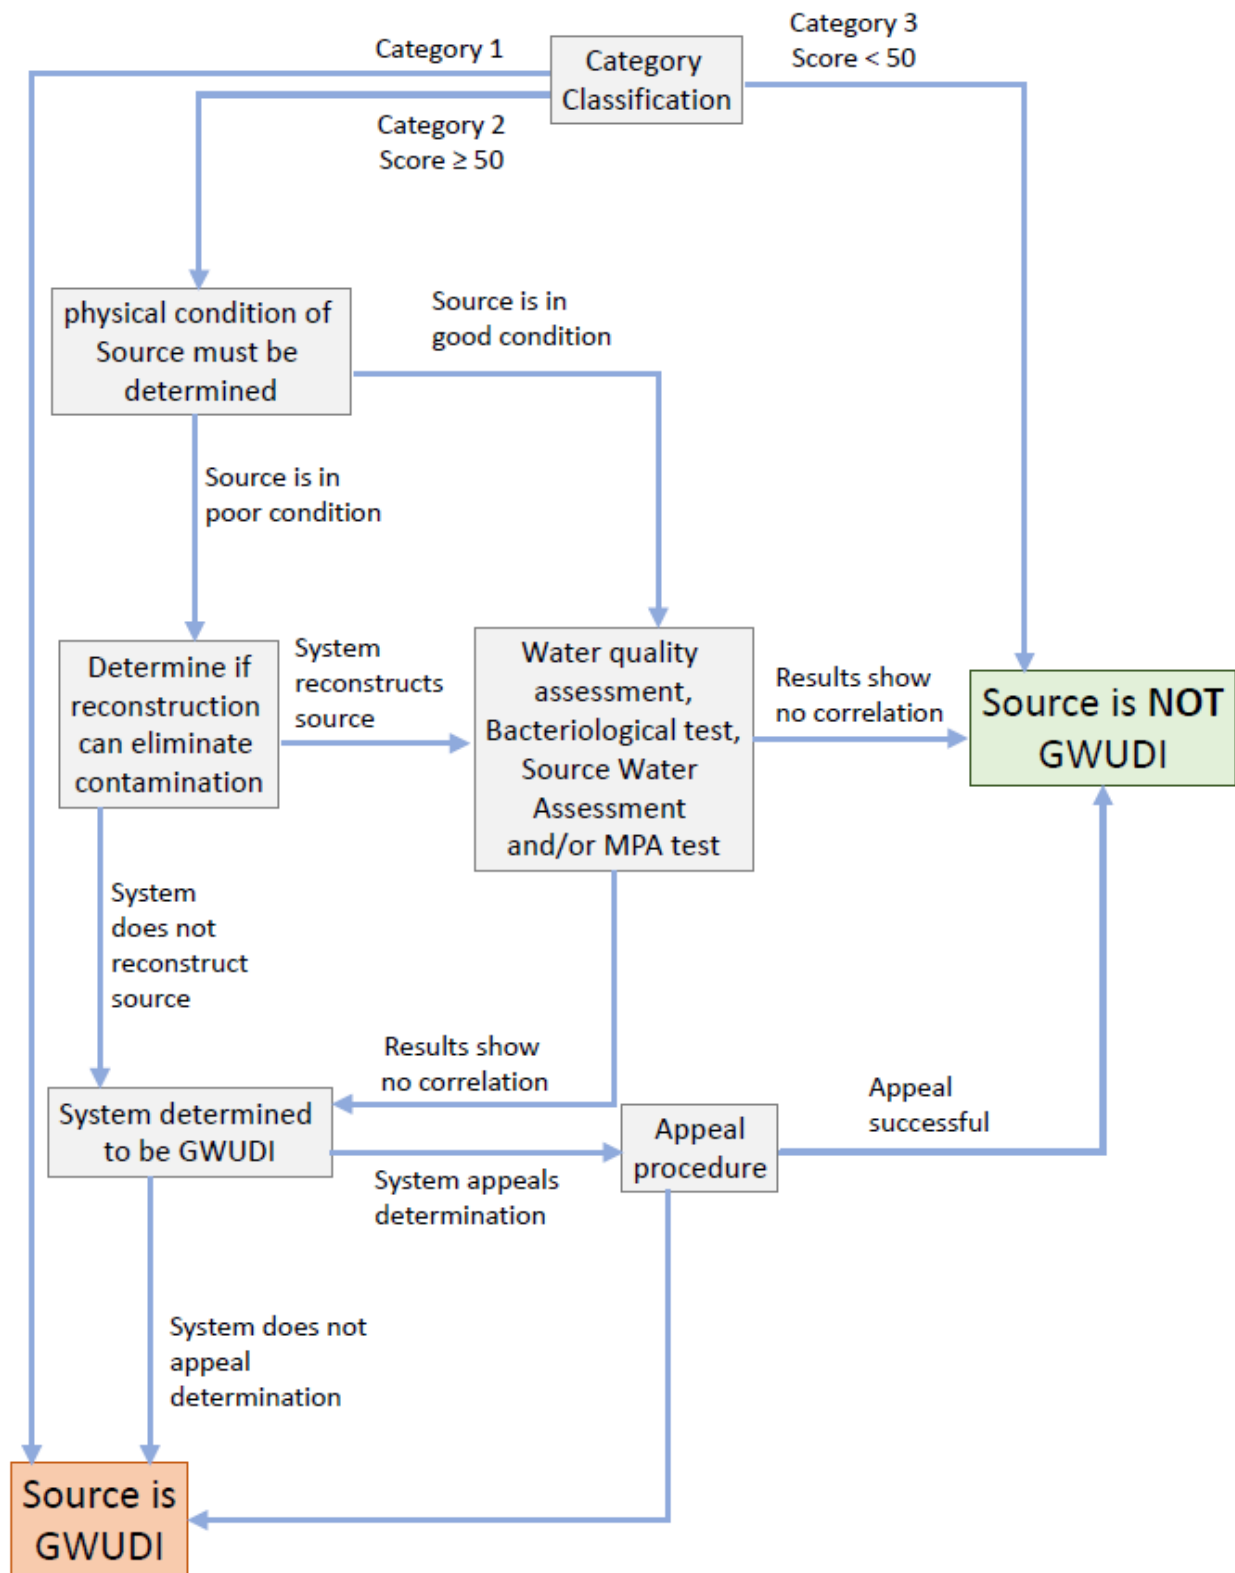 Category 1
Category
Classification
Category 3
Score < 50
Category 2
Score ≥ 50
physical condition of
Source must be
determined
Source is in
good condition
Source is in
poor condition
Determine if
reconstruction
can eliminate
contamination
System
reconstructs
source
Water quality
assessment,
Bacteriological test,
Source Water
Assessment
and/or MPA test
Results show
no correlation
Source is NOT
GWUDI
System
does not
reconstruct
source
Results show
no correlation
System determined
to be GWUDI
System appeals
determination
Appeal
procedure
Appeal
successful
System does not
appeal
determination
Source is
GWUDI